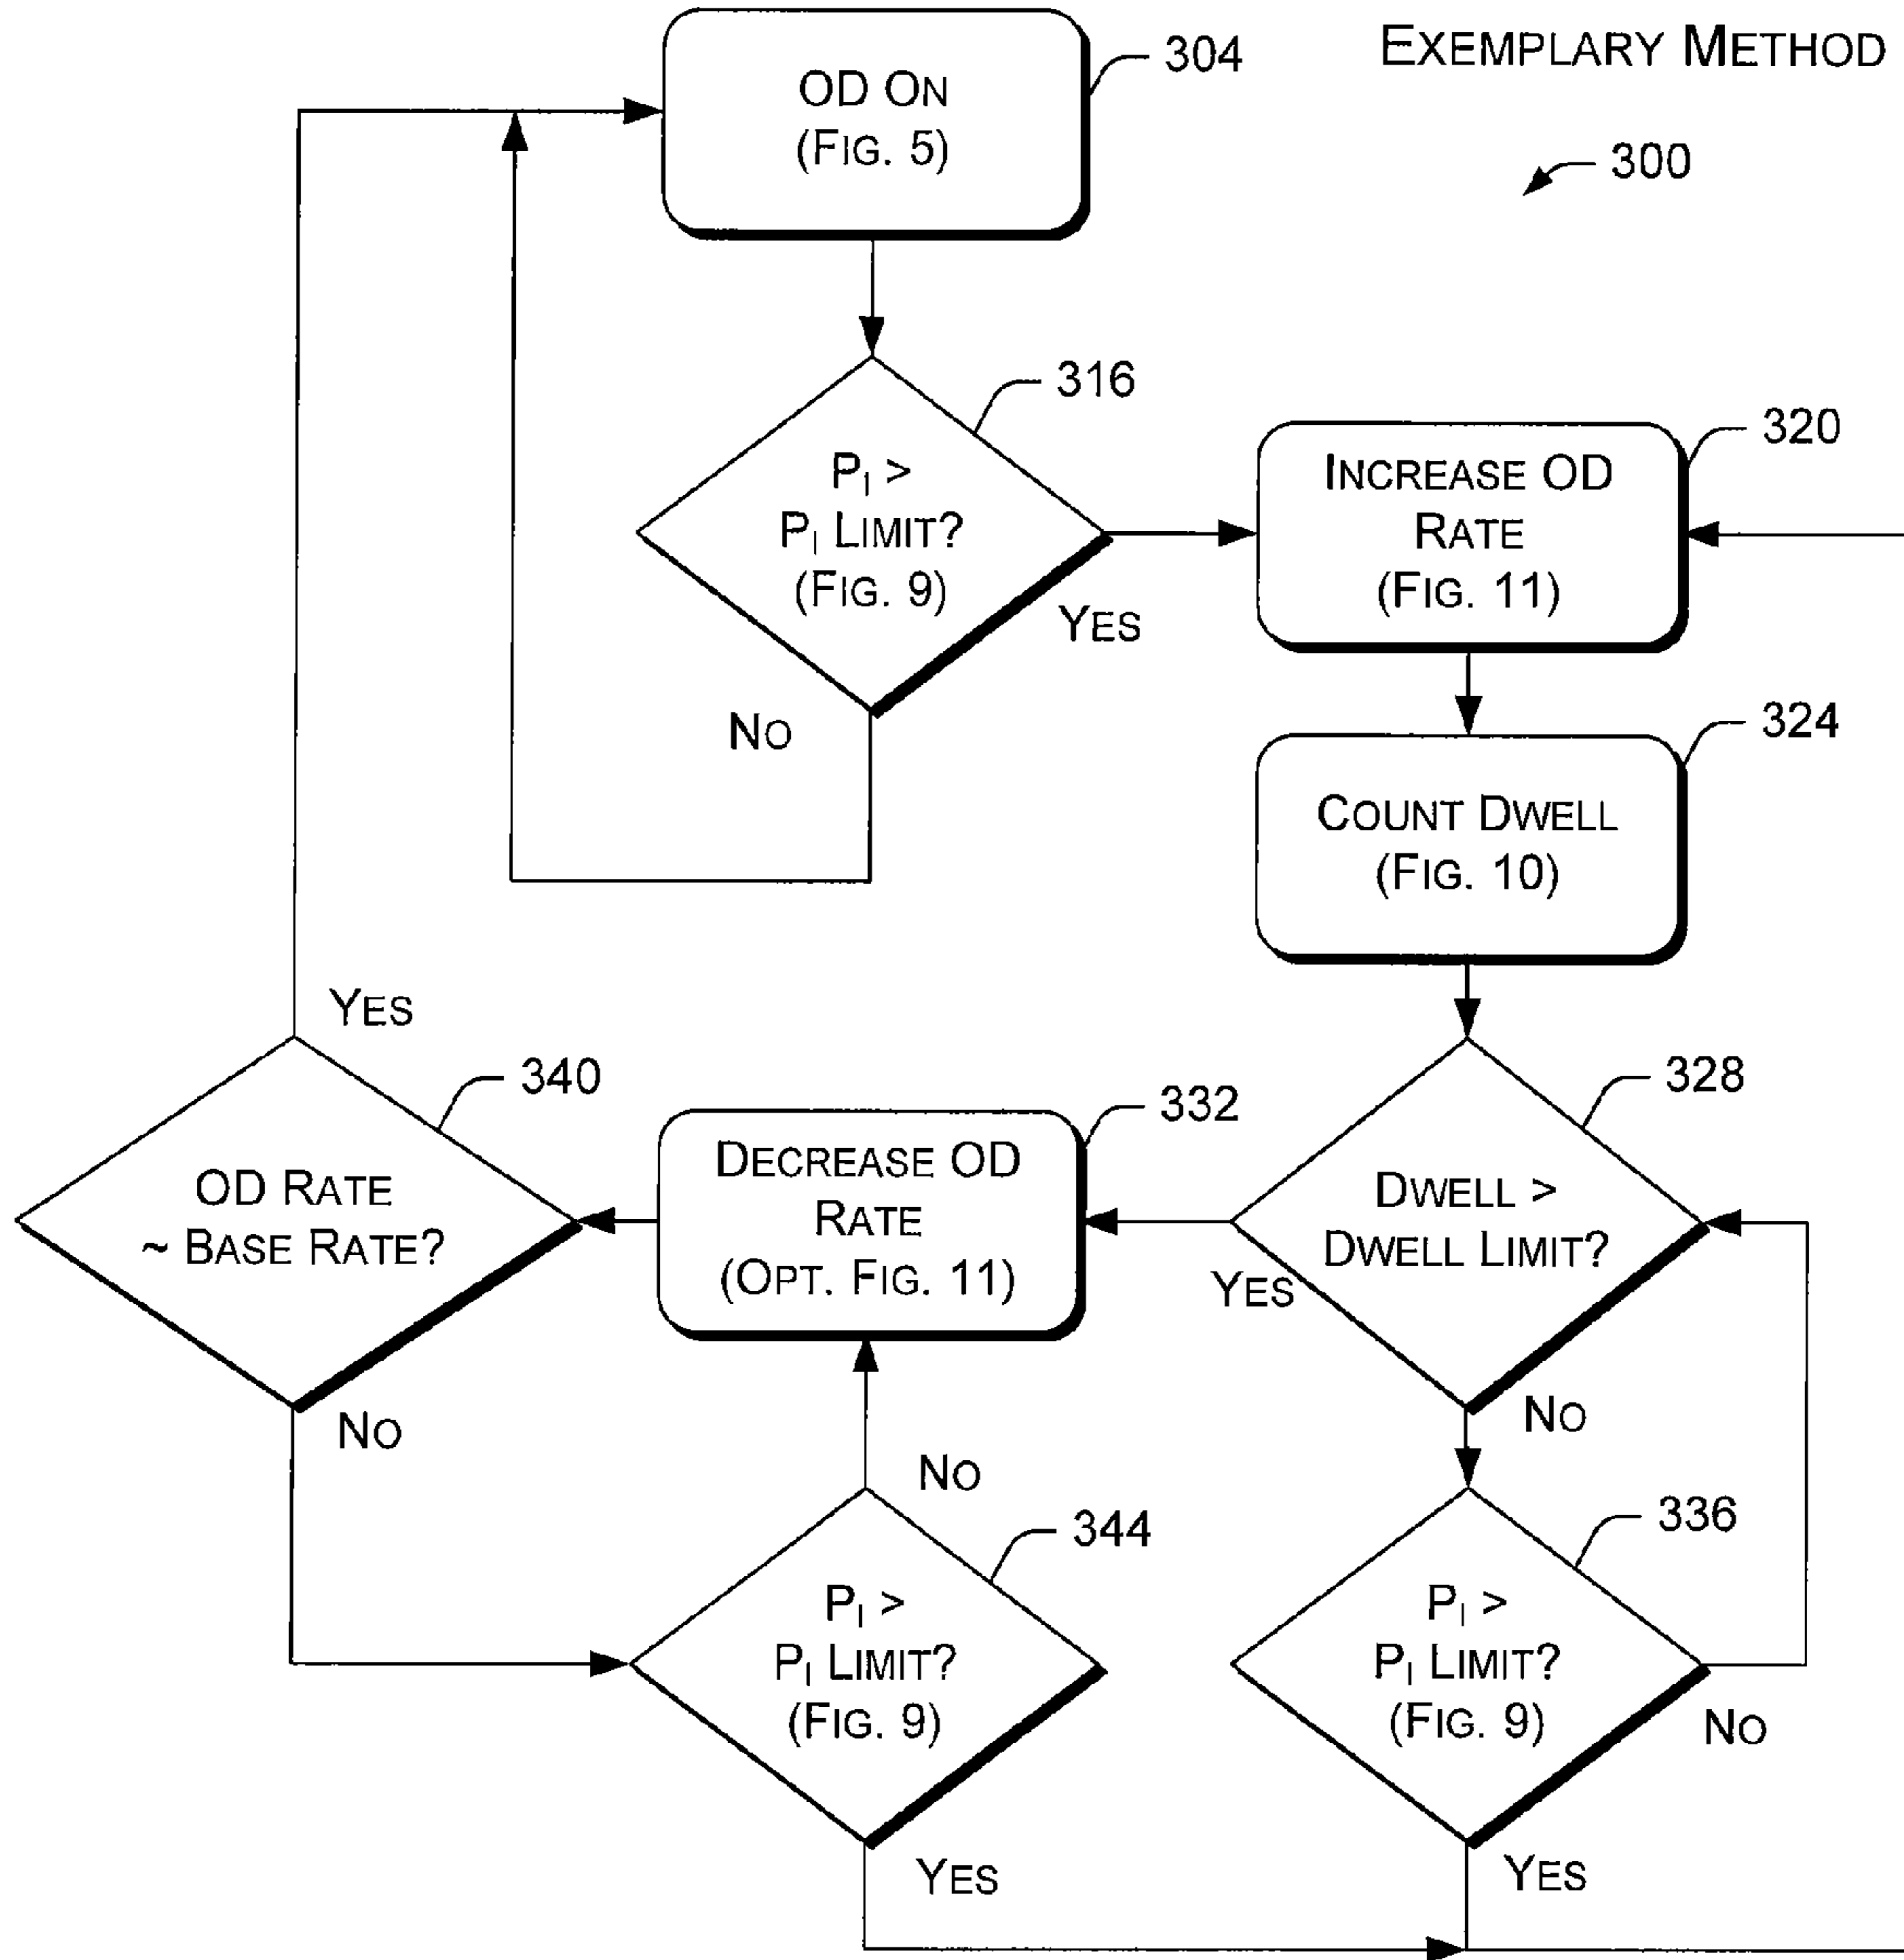 EXEMPLARY METHOD
300
304
OD ON
(FIG. 5)
316
P_I >
P_I LIMIT?
(FIG. 9)
YES
NO
320
INCREASE OD
RATE
(FIG. 11)
324
COUNT DWELL
(FIG. 10)
328
DWELL >
DWELL LIMIT?
YES
NO
332
DECREASE OD
RATE
(OPT. FIG. 11)
340
OD RATE
~ BASE RATE?
YES
NO
344
P_I >
P_I LIMIT?
(FIG. 9)
NO
YES
336
P_I >
P_I LIMIT?
(FIG. 9)
NO
YES